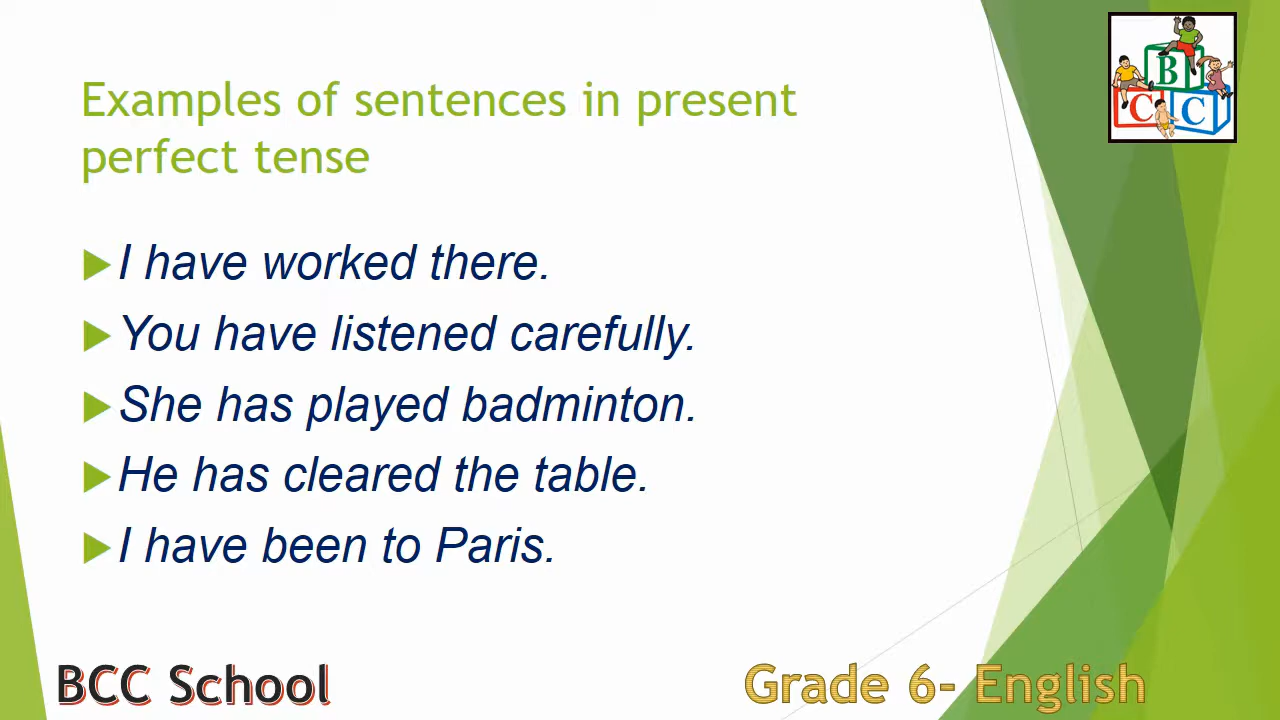 B
C C
Examples of sentences in present
perfect tense
I have worked there.
You have listened carefully.
She has played badminton.
He has cleared the table.
I have been to Paris.
BCC School
Grade 6- English